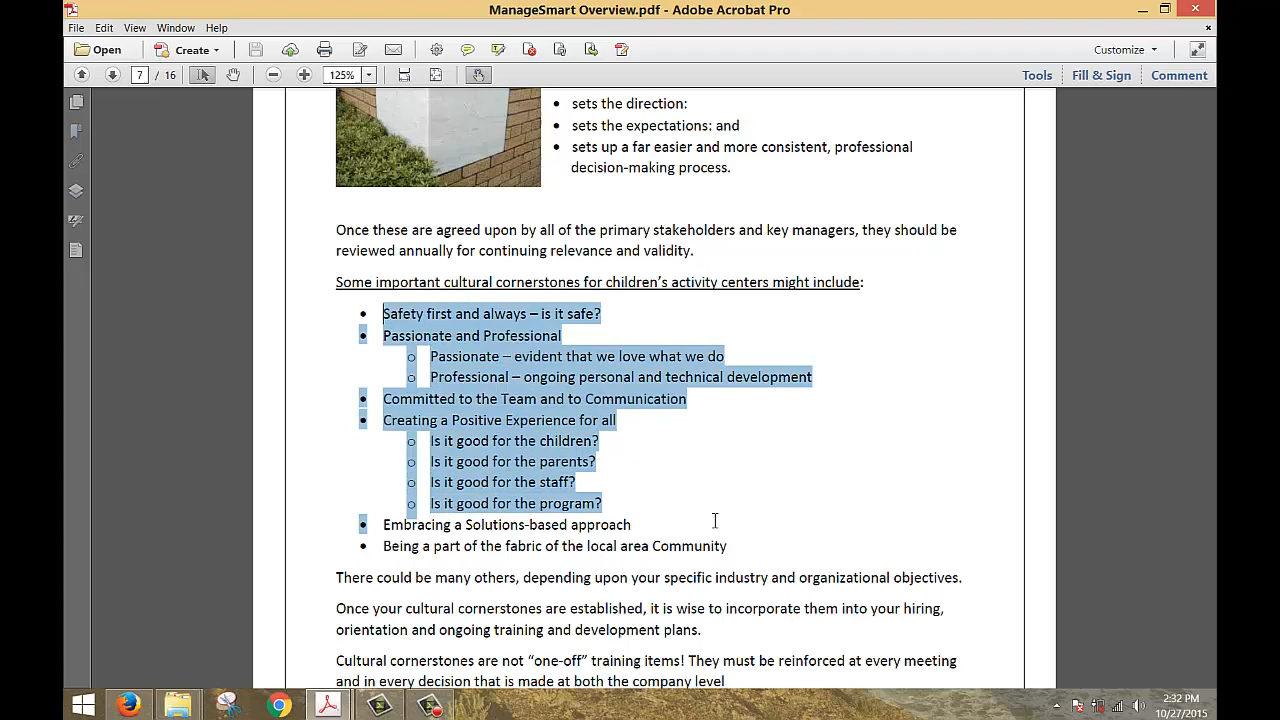 ManageSmart Overview.pdf - Adobe Acrobat Pro
File Edit View Window Help
Open Create Customize
7 / 16 125% Tools Fill & Sign Comment
• sets the direction:
• sets the expectations: and
• sets up a far easier and more consistent, professional
decision-making process.
Once these are agreed upon by all of the primary stakeholders and key managers, they should be
reviewed annually for continuing relevance and validity.
Some important cultural cornerstones for children’s activity centers might include:
• Safety first and always – is it safe?
• Passionate and Professional
o Passionate – evident that we love what we do
o Professional – ongoing personal and technical development
• Committed to the Team and to Communication
• Creating a Positive Experience for all
o Is it good for the children?
o Is it good for the parents?
o Is it good for the staff?
o Is it good for the program?
• Embracing a Solutions-based approach
• Being a part of the fabric of the local area Community
There could be many others, depending upon your specific industry and organizational objectives.
Once your cultural cornerstones are established, it is wise to incorporate them into your hiring,
orientation and ongoing training and development plans.
Cultural cornerstones are not “one-off” training items! They must be reinforced at every meeting
and in every decision that is made at both the company level
2:32 PM
10/27/2015